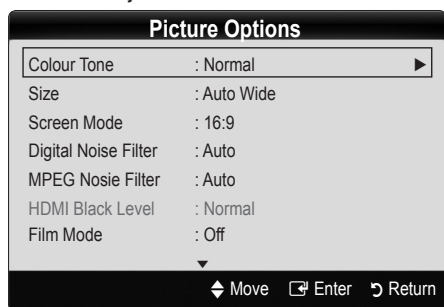 Picture Options
Colour Tone : Normal
Size : Auto Wide
Screen Mode : 16:9
Digital Noise Filter : Auto
MPEG Nosie Filter : Auto
HDMI Black Level : Normal
Film Mode : Off
Move Enter Return